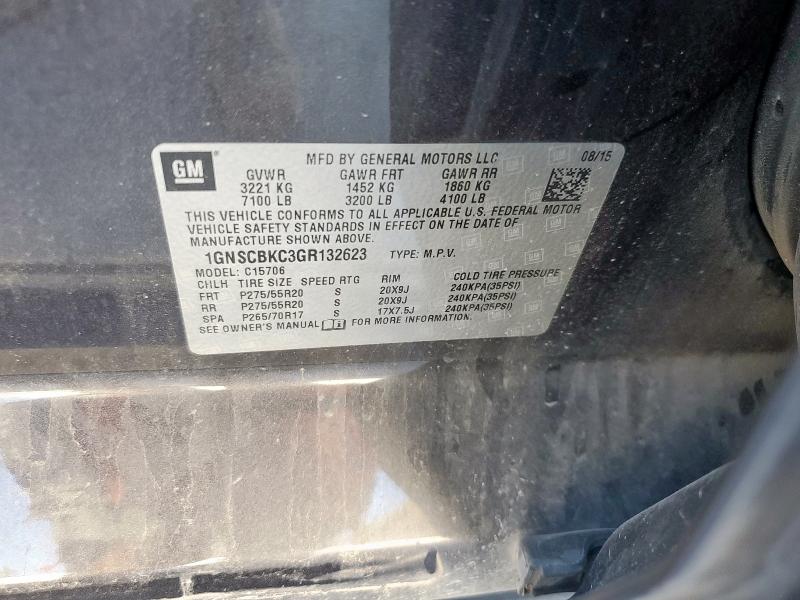 GM MFD BY GENERAL MOTORS LLC 08/15
GVWR GAWR FRT GAWR RR
3221 KG 1452 KG 1860 KG
7100 LB 3200 LB 4100 LB
THIS VEHICLE CONFORMS TO ALL APPLICABLE U.S. FEDERAL MOTOR
VEHICLE SAFETY STANDARDS IN EFFECT ON THE DATE OF
MANUFACTURE SHOWN ABOVE.
1GNSCBKC3GR132623 TYPE: M.P.V.
MODEL: C15706
CHLH TIRE SIZE SPEED RTG RIM COLD TIRE PRESSURE
FRT P275/55R20 S 20X9J 240KPA(35PSI)
RR P275/55R20 S 20X9J 240KPA(35PSI)
SPA P265/70R17 S 17X7.5J 240KPA(35PSI)
SEE OWNER'S MANUAL FOR MORE INFORMATION.